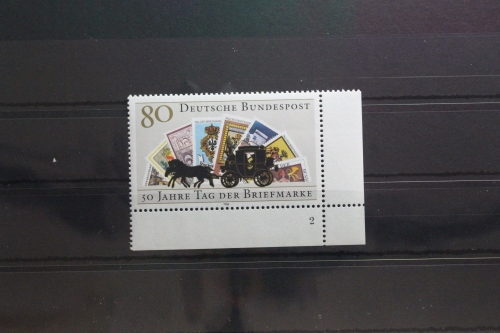 80 DEUTSCHE BUNDESPOST
50 JAHRE TAG DER BRIEFMARKE
2